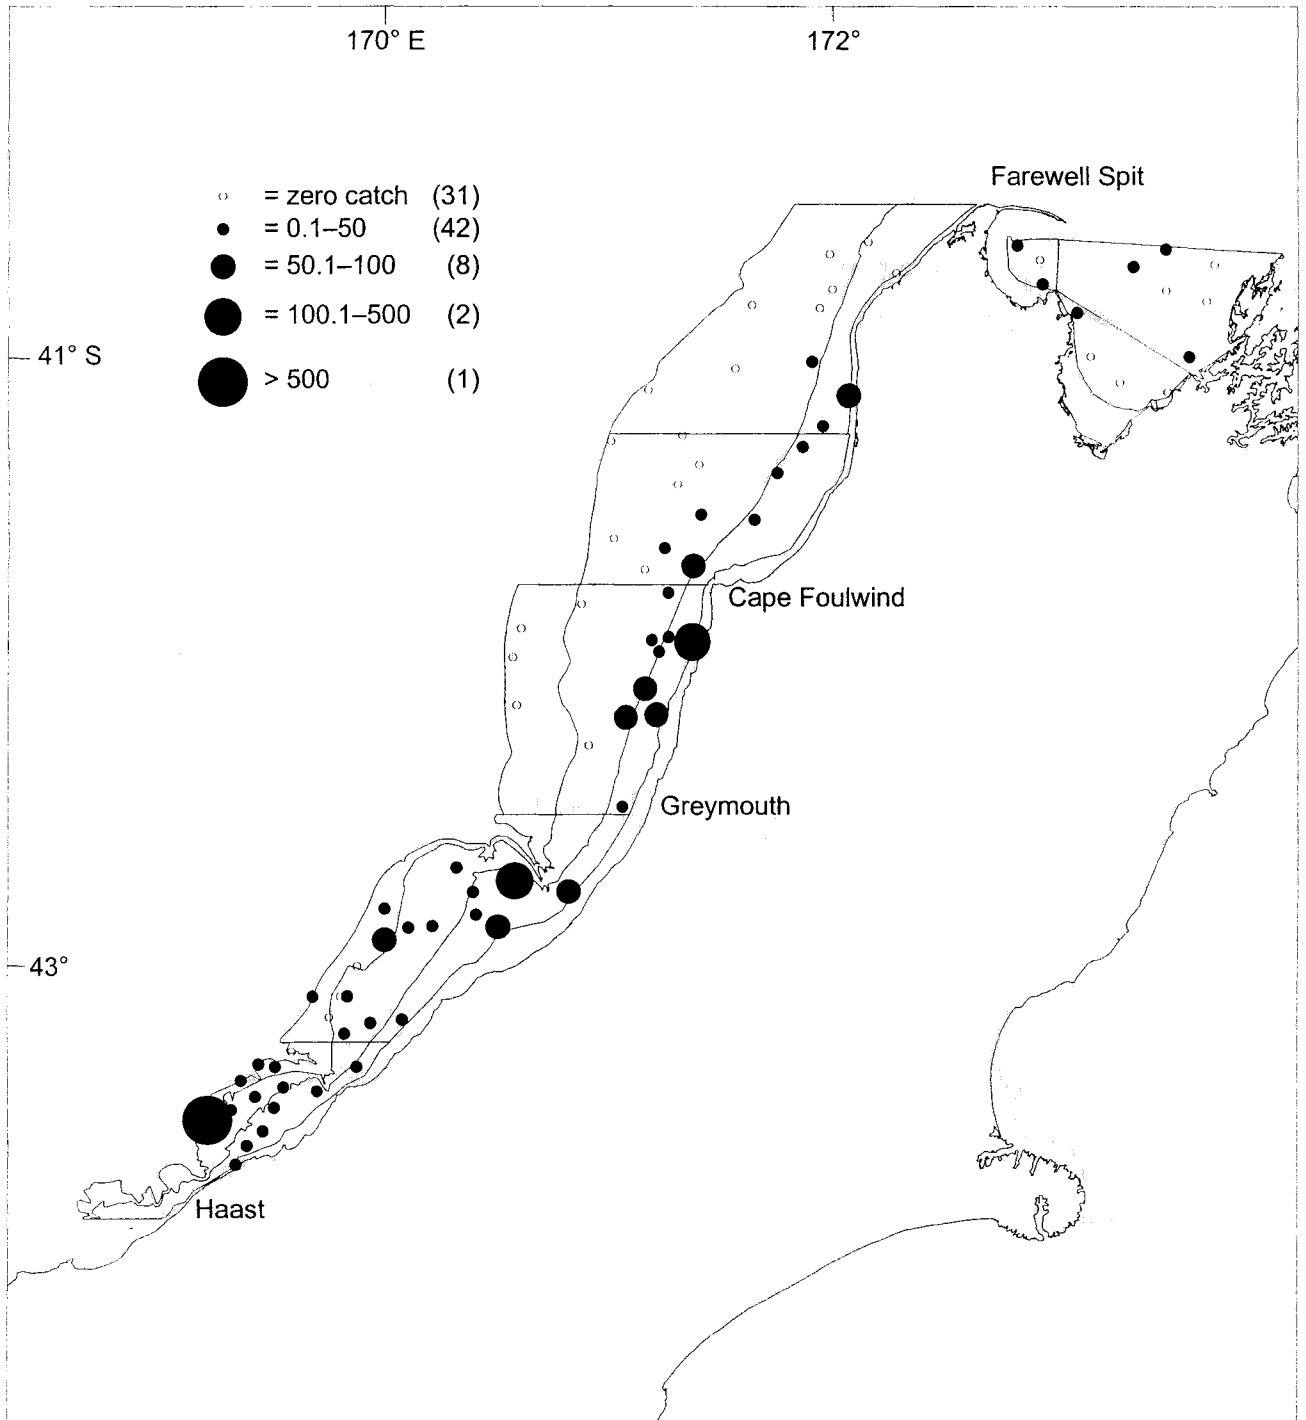 170° E
172°
Farewell Spit
= zero catch (31)
= 0.1–50 (42)
= 50.1–100 (8)
= 100.1–500 (2)
> 500 (1)
41° S
Cape Foulwind
Greymouth
43°
Haast